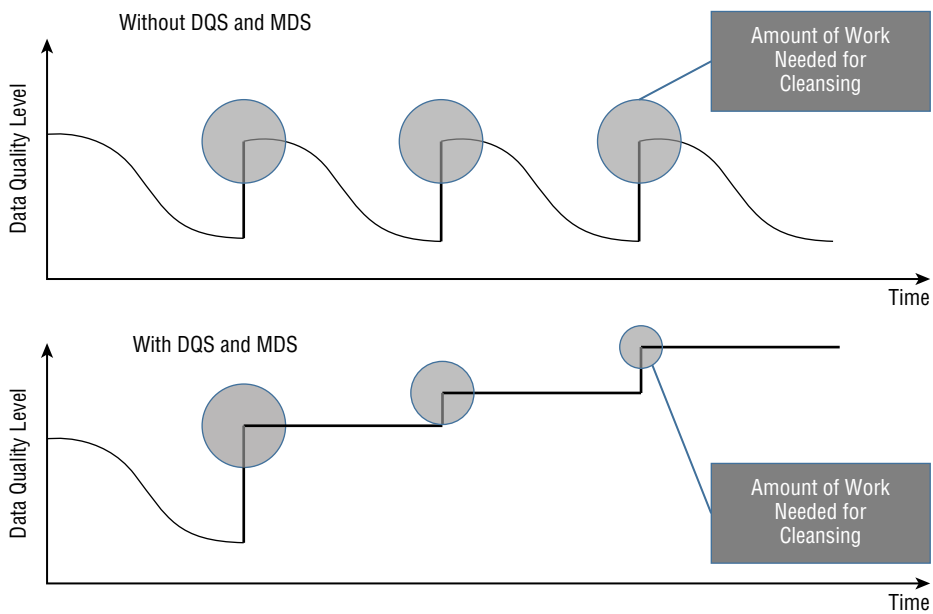 Without DQS and MDS
Amount of Work
Needed for
Cleansing
Data Quality Level
Time
With DQS and MDS
Data Quality Level
Amount of Work
Needed for
Cleansing
Time